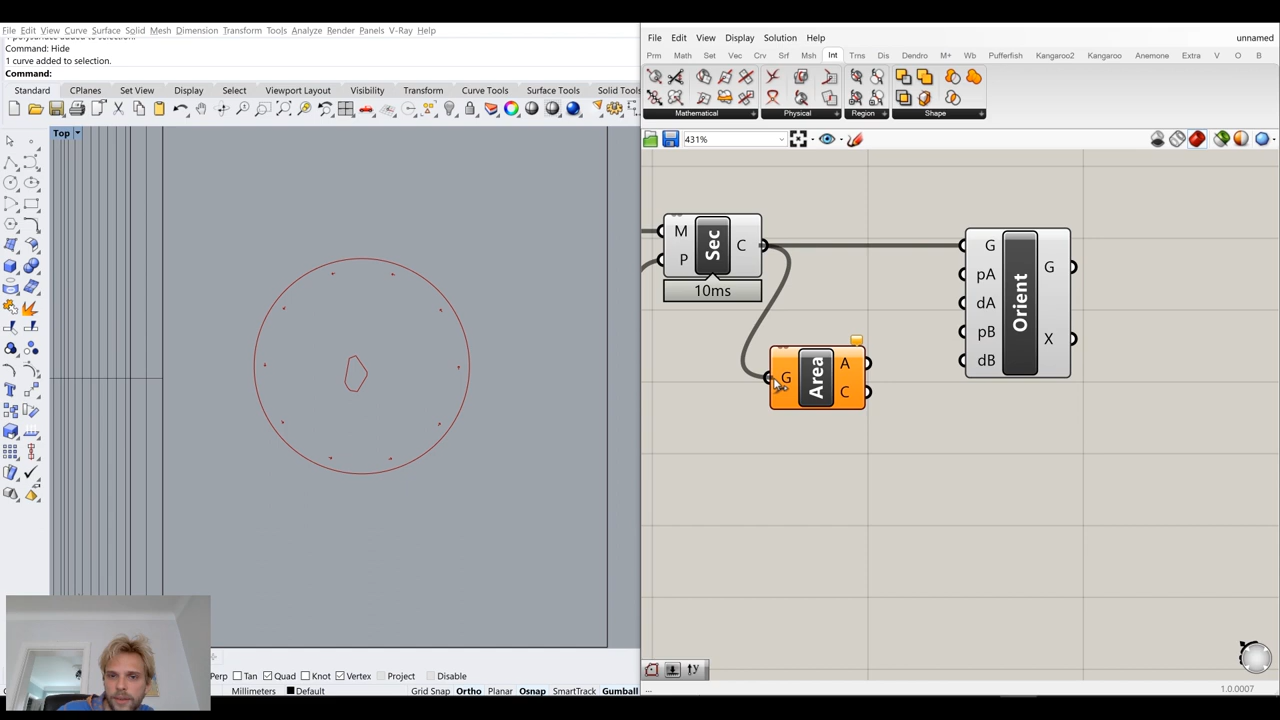 File Edit View Curve Surface Solid Mesh Dimension Transform Tools Analyze Render Panels V-Ray Help
Command: Hide
1 curve added to selection.
Command:
Standard CPlanes Set View Display Select Viewport Layout Visibility Transform Curve Tools Surface Tools Solid Tools
Top
Perp Tan Quad Knot Vertex Project Disable
Millimeters Default Grid Snap Ortho Planar Osnap SmartTrack Gumball
File Edit View Display Solution Help unnamed
Prm Math Set Vec Crv Srf Msh Int Trns Dis Dendro M+ Wb Pufferfish Kangaroo2 Kangaroo Anemone Extra V O B
Mathematical Physical Region Shape
431%
M
P
Sec
C
10ms
G
Area
A
C
G
pA
dA
pB
dB
Orient
G
X
... 1.0.0007